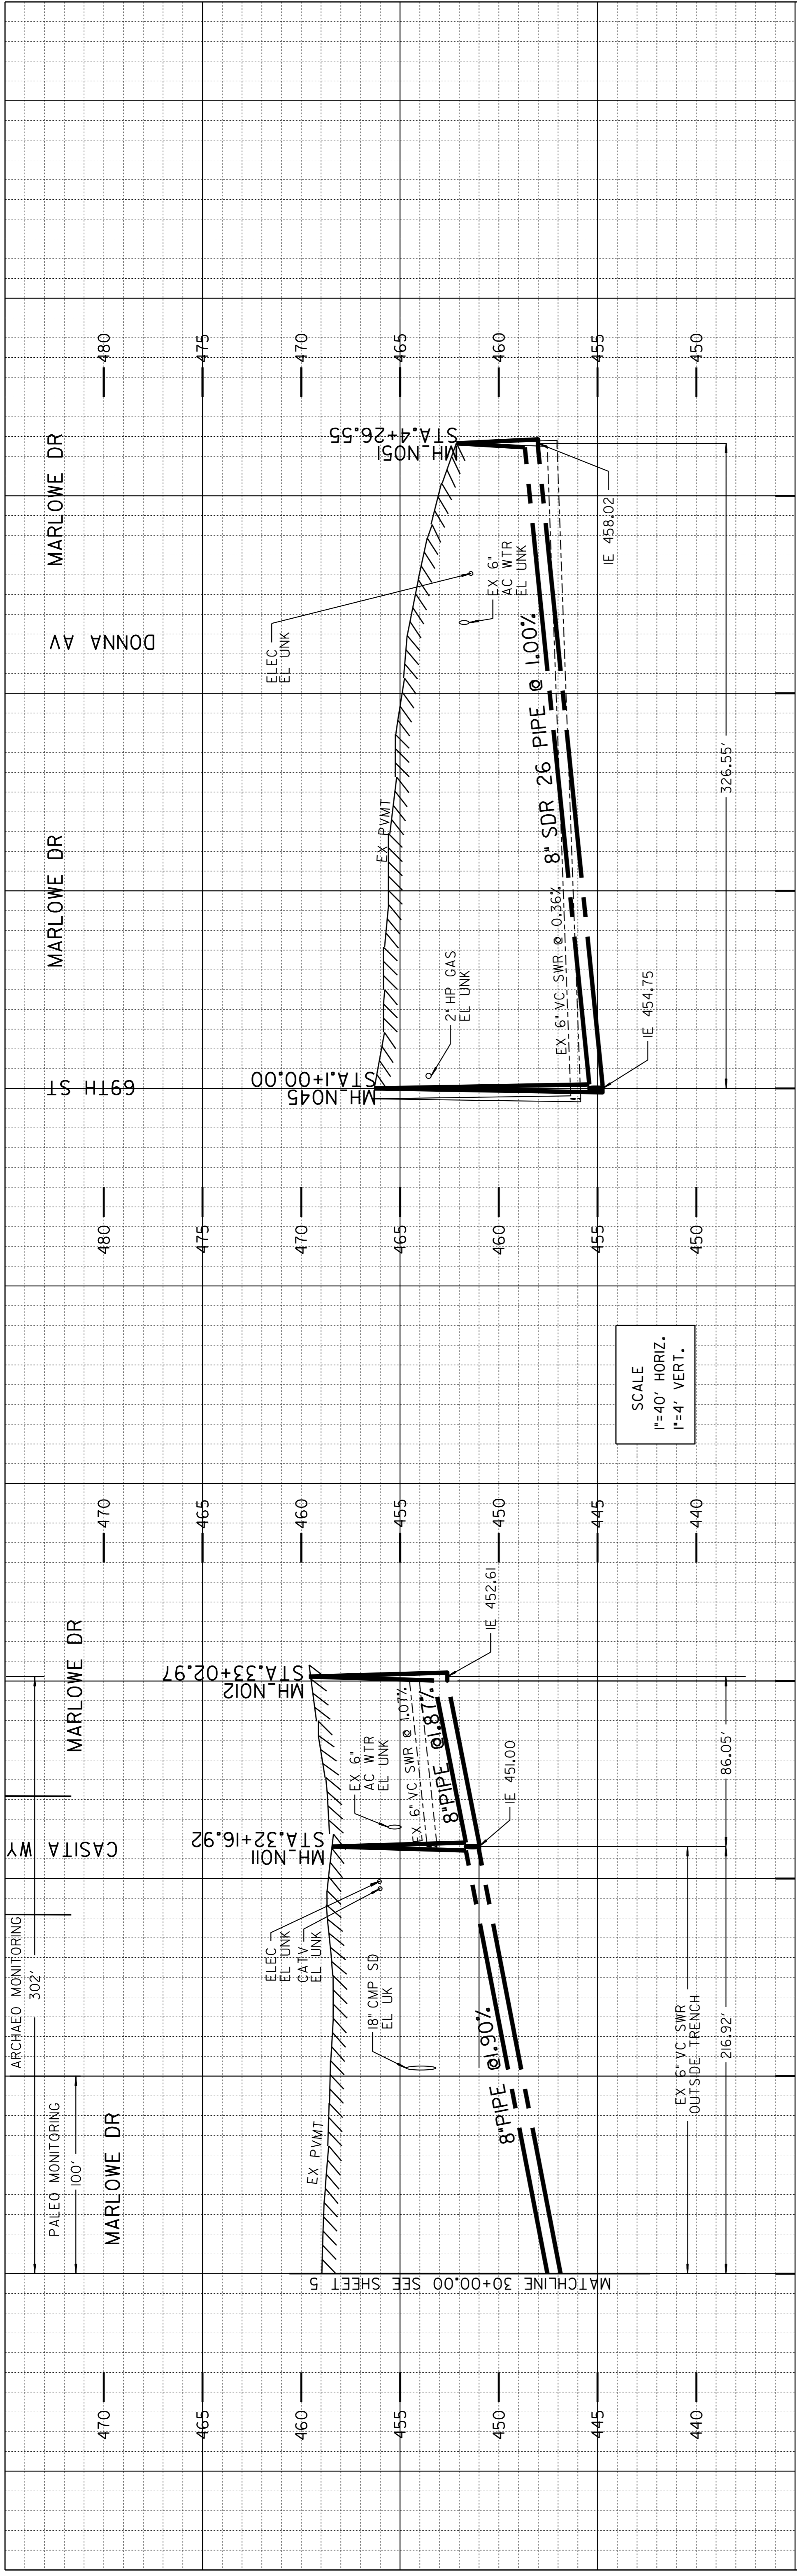 ARCHAEO MONITORING
302'
PALEO MONITORING
100'
MARLOWE DR
CASITA WY
MARLOWE DR
470
465
460
455
450
445
440
EX PVMT
MATCHLINE 30+00.00 SEE SHEET 5
18" CMP SD
EL UK
ELEC
EL UNK
CATV
EL UNK
MH_NO11
STA.32+16.92
EX 6"
AC WTR
EL UNK
MH_NO12
STA.33+02.97
EX 6" VC SWR @ 1.07%
8"PIPE @1.87%
8"PIPE @1.90%
IE 451.00
IE 452.61
EX 6" VC SWR
OUTSIDE TRENCH
216.92'
86.05'
470
465
460
455
450
445
440
SCALE
1"=40' HORIZ.
1"=4' VERT.
69TH ST
MARLOWE DR
DONNA AV
MARLOWE DR
480
475
470
465
460
455
450
MH_NO45
STA.1+00.00
2" HP GAS
EL UNK
EX PVMT
ELEC
EL UNK
EX 6"
AC WTR
EL UNK
MH_NO51
STA.4+26.55
EX 6" VC SWR @ 0.36%
8" SDR 26 PIPE @ 1.00%
IE 454.75
IE 458.02
326.55'
480
475
470
465
460
455
450